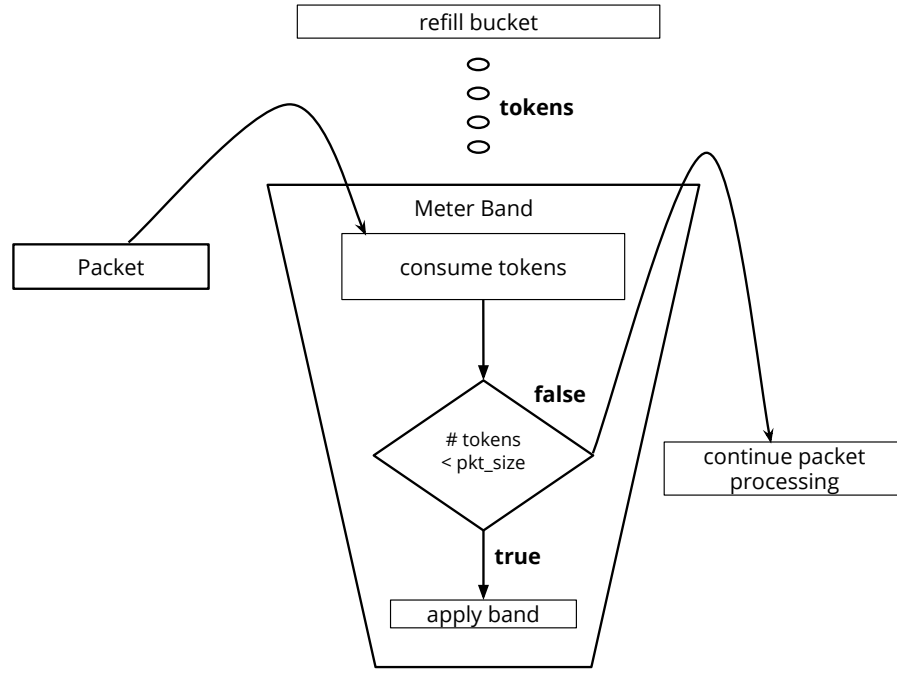 refill bucket
tokens
Meter Band
Packet
consume tokens
false
# tokens
< pkt_size
continue packet
processing
true
apply band